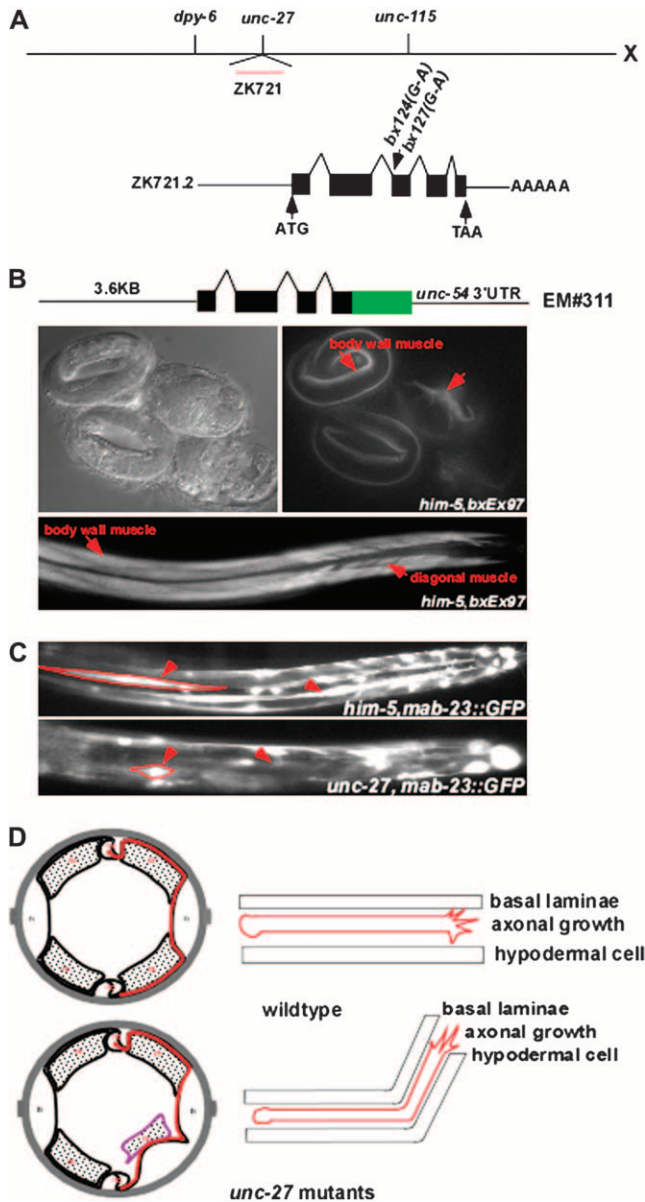 A
dpy-6
unc-27
unc-115
X
ZK721
bx124(G-A)
bx127(G-A)
ZK721.2
AAAAA
ATG
TAA
B
3.6KB
unc-54 3'UTR
EM#311
body wall muscle
him-5,bxEx97
body wall muscle
diagonal muscle
him-5,bxEx97
C
him-5,mab-23::GFP
unc-27, mab-23::GFP
D
basal laminae
axonal growth
hypodermal cell
wildtype
basal laminae
axonal growth
hypodermal cell
unc-27 mutants